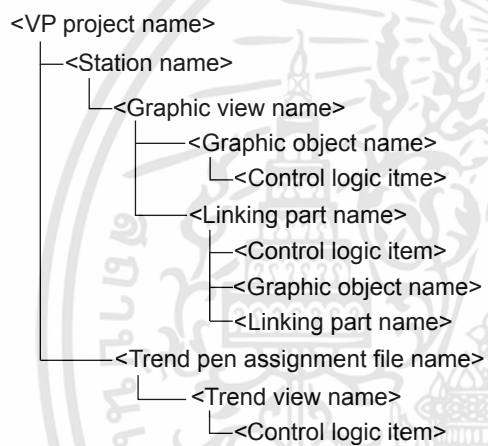 <VP project name>
<Station name>
<Graphic view name>
<Graphic object name>
<Control logic itme>
<Linking part name>
<Control logic item>
<Graphic object name>
<Linking part name>
<Trend pen assignment file name>
<Trend view name>
<Control logic item>